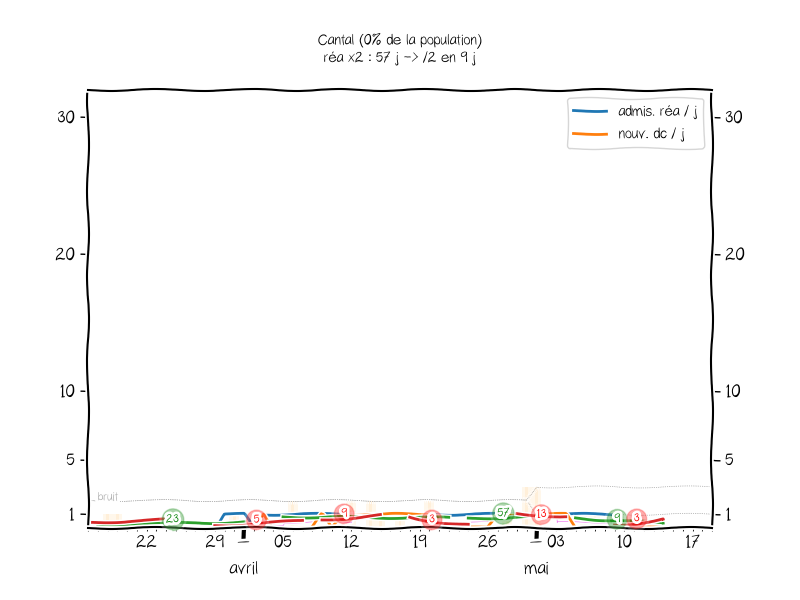 Cantal (0% de la population)
réa x2 : 57 j -> /2 en 9 j
admis. réa / j
nouv. dc / j
30 30
20 20
10 10
5 5
bruit
1 1
23 5 9 3 57 13 9 3
22 29 05 12 19 26 03 10 17
avril mai